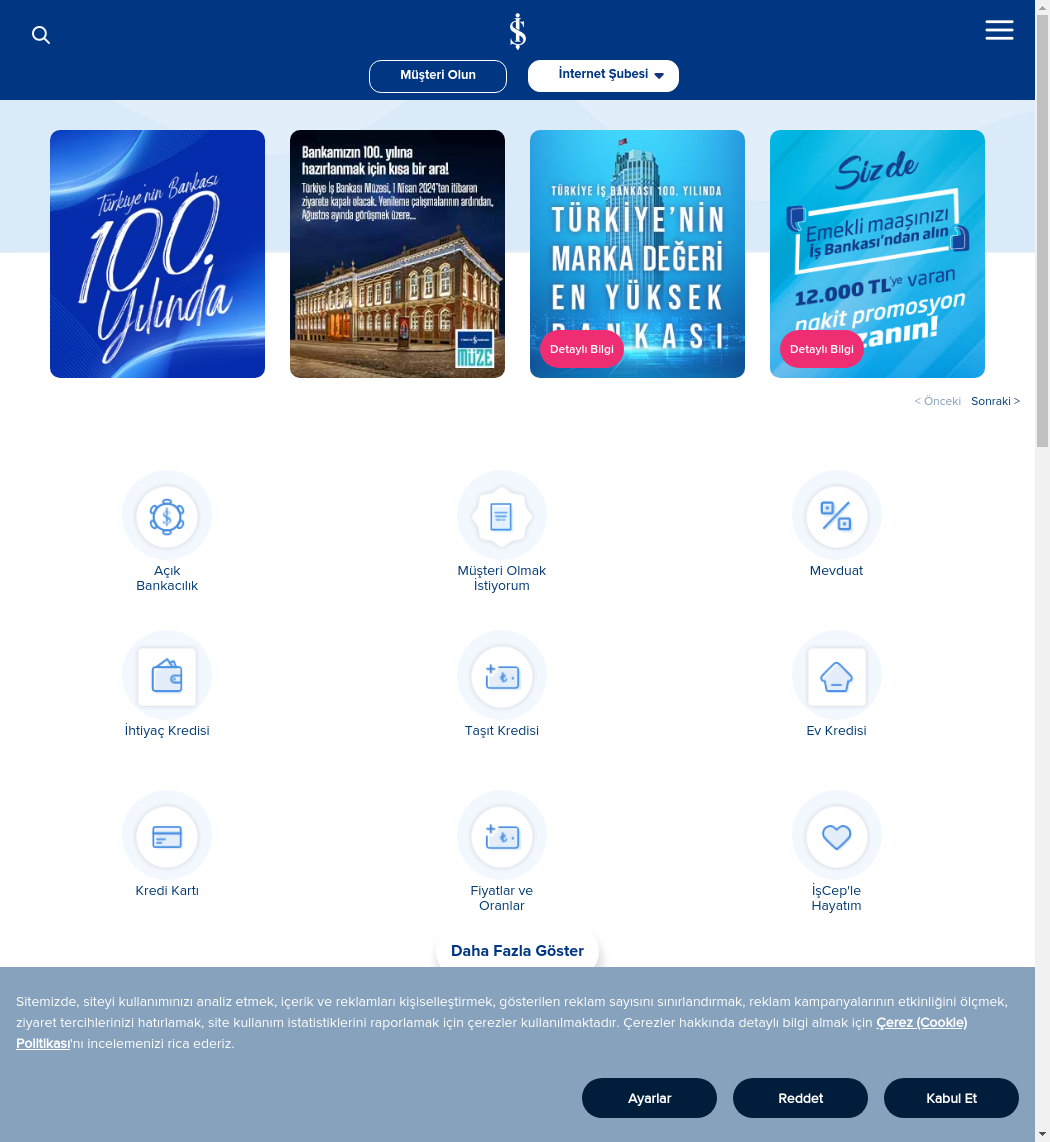 Müşteri Olun
İnternet Şubesi
Türkiye'nin Bankası
100.
Yılında
Bankamızın 100. yılına
hazırlanmak için kısa bir ara!
Türkiye İş Bankası Müzesi, 1 Nisan 2024'ten itibaren
ziyarete kapalı olacak. Yenileme çalışmalarının ardından,
Ağustos ayında görüşmek üzere...
MÜZE
TÜRKİYE İŞ BANKASI 100. YILINDA
TÜRKİYE'NİN
MARKA DEĞERİ
EN YÜKSEK
BANKASI
Detaylı Bilgi
Siz de
Emekli maaşınızı
İş Bankası'ndan alın
12.000 TL'ye varan
nakit promosyon
zanın!
Detaylı Bilgi
< Önceki Sonraki >
Açık
Bankacılık
Müşteri Olmak
İstiyorum
Mevduat
İhtiyaç Kredisi
Taşıt Kredisi
Ev Kredisi
Kredi Kartı
Fiyatlar ve
Oranlar
İşCep'le
Hayatım
Daha Fazla Göster
Sitemizde, siteyi kullanımınızı analiz etmek, içerik ve reklamları kişiselleştirmek, gösterilen reklam sayısını sınırlandırmak, reklam kampanyalarının etkinliğini ölçmek,
ziyaret tercihlerinizi hatırlamak, site kullanım istatistiklerini raporlamak için çerezler kullanılmaktadır. Çerezler hakkında detaylı bilgi almak için Çerez (Cookie)
Politikası'nı incelemenizi rica ederiz.
Ayarlar
Reddet
Kabul Et